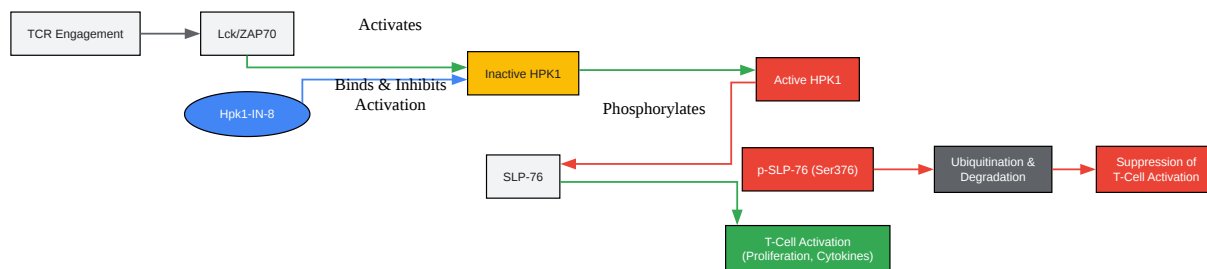 TCR Engagement
Lck/ZAP70
Activates
Inactive HPK1
Active HPK1
Binds & Inhibits
Activation
Hpk1-IN-8
Phosphorylates
SLP-76
p-SLP-76 (Ser376)
Ubiquitination &
Degradation
Suppression of
T-Cell Activation
T-Cell Activation
(Proliferation, Cytokines)